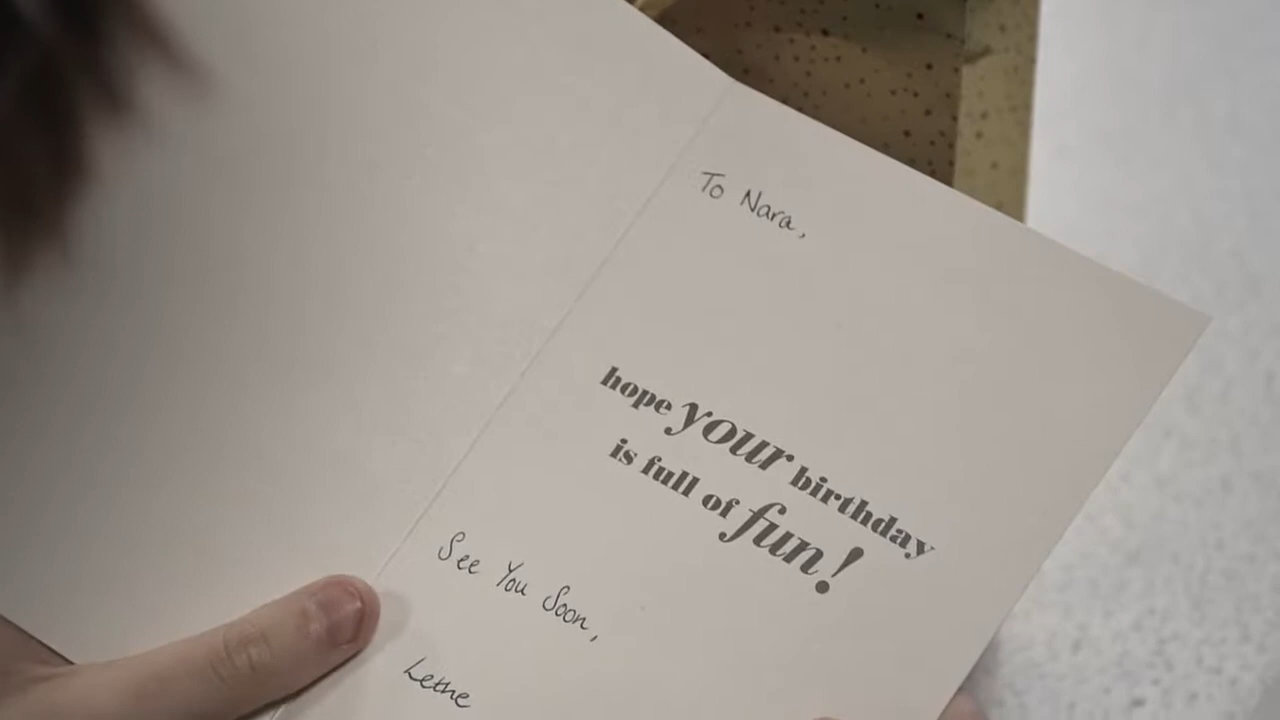 To Nara,
hope your birthday
is full of fun!
See You Soon,
Lethe